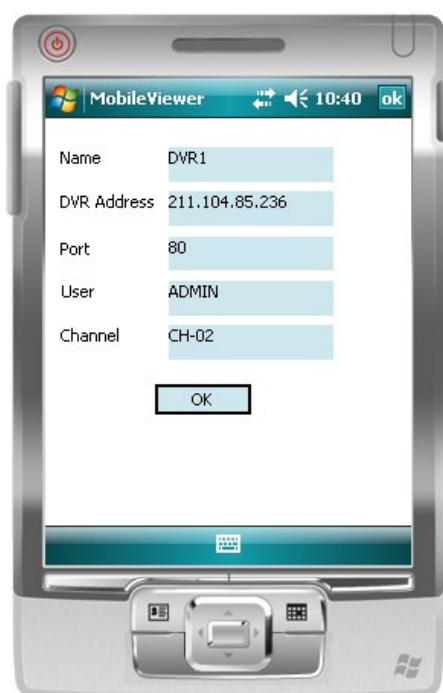 MobileViewer 10:40 ok
Name DVR1
DVR Address 211.104.85.236
Port 80
User ADMIN
Channel CH-02
OK